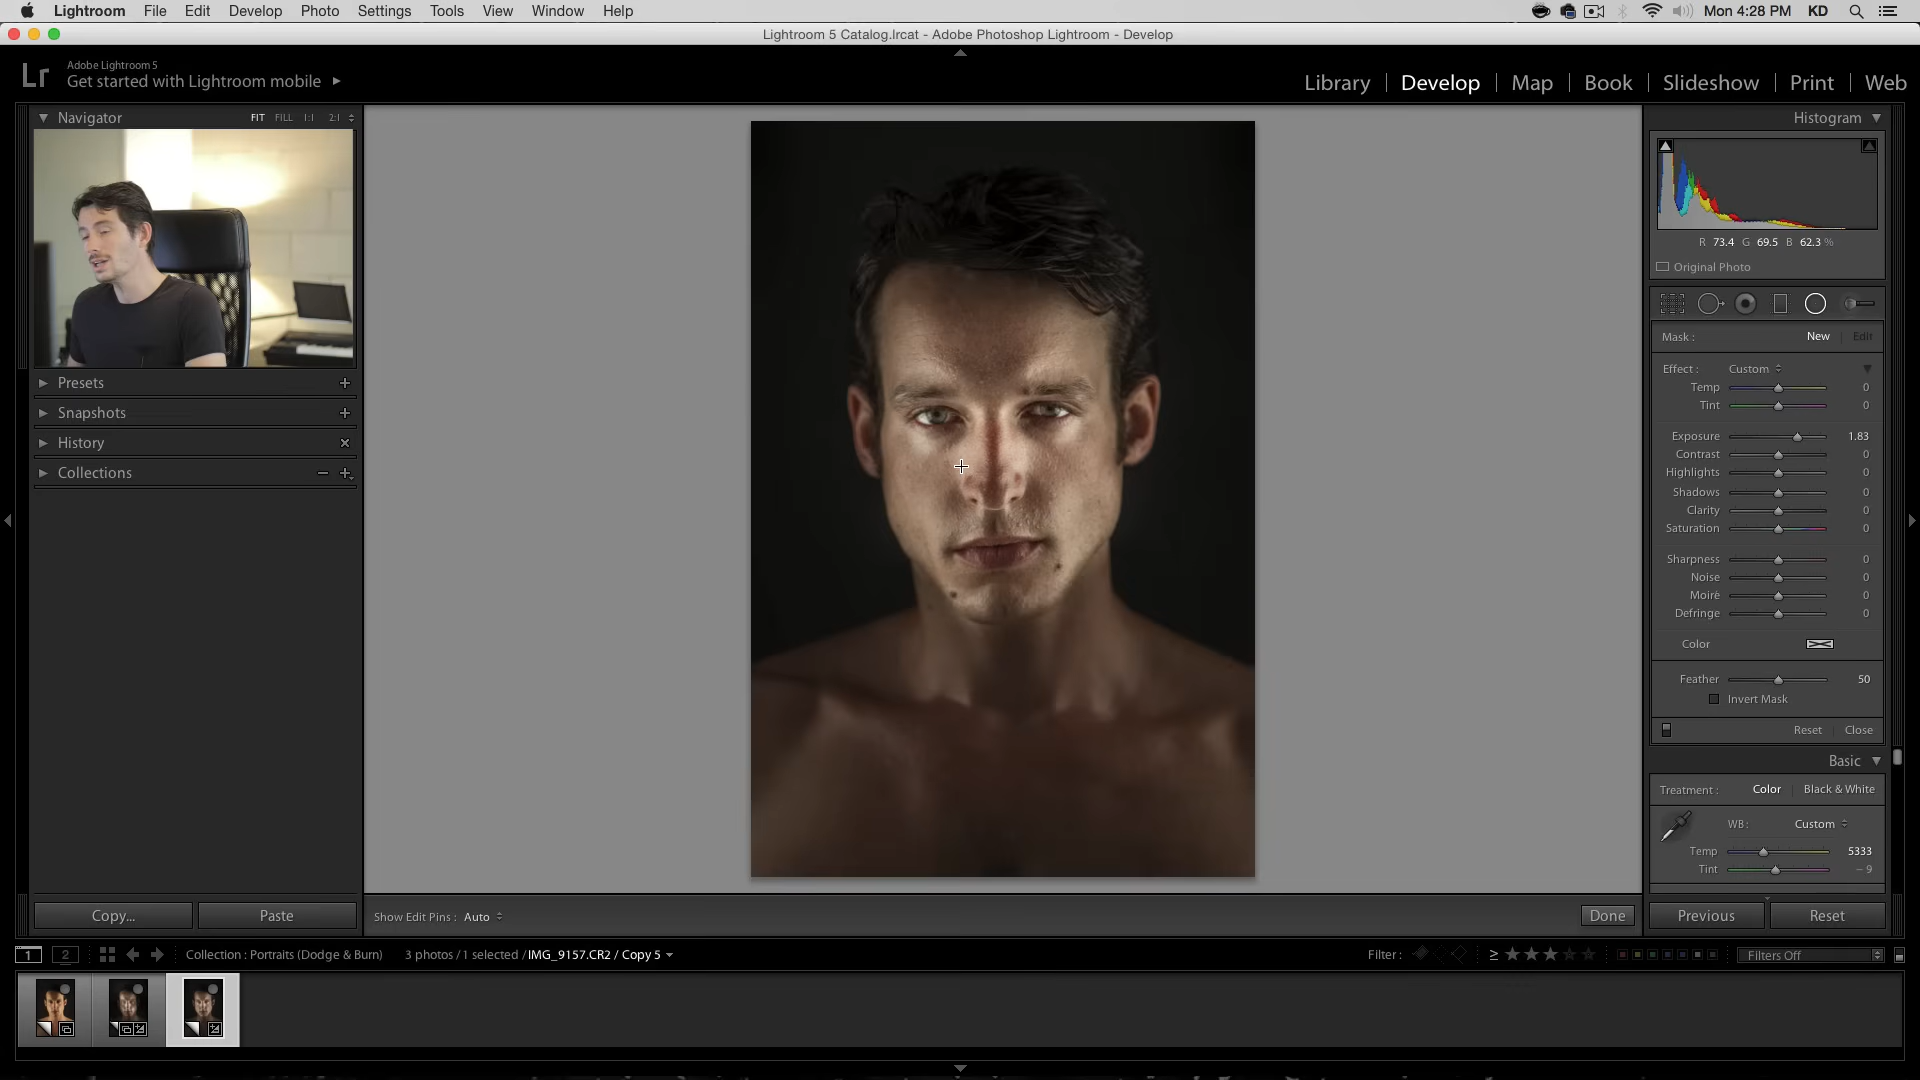 Lightroom File Edit Develop Photo Settings Tools View Window Help Mon 4:28 PM KD
Lightroom 5 Catalog.lrcat - Adobe Photoshop Lightroom - Develop
Lr
Adobe Lightroom 5
Get started with Lightroom mobile
Library | Develop | Map | Book | Slideshow | Print | Web
Navigator FIT FILL 1:1 2:1
Presets
Snapshots
History
Collections
Copy... Paste
Show Edit Pins : Auto
Done
Histogram
R 73.4 G 69.5 B 62.3 %
Original Photo
Mask : New | Edit
Effect : Custom
Temp 0
Tint 0
Exposure 1.83
Contrast 0
Highlights 0
Shadows 0
Clarity 0
Saturation 0
Sharpness 0
Noise 0
Moiré 0
Defringe 0
Color
Feather 50
Invert Mask
Reset | Close
Basic
Treatment : Color | Black & White
WB : Custom
Temp 5333
Tint – 9
Previous Reset
1 2 Collection : Portraits (Dodge & Burn) 3 photos / 1 selected / IMG_9157.CR2 / Copy 5 Filter : ≥ Filters Off